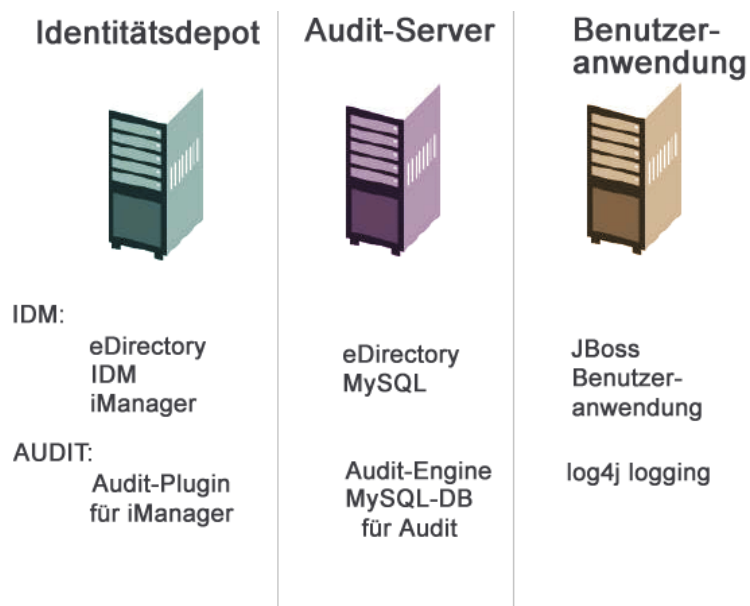 Identitätsdepot
Audit-Server
Benutzer-
anwendung
IDM:
eDirectory
IDM
iManager
eDirectory
MySQL
JBoss
Benutzer-
anwendung
AUDIT:
Audit-Plugin
für iManager
Audit-Engine
MySQL-DB
für Audit
log4j logging